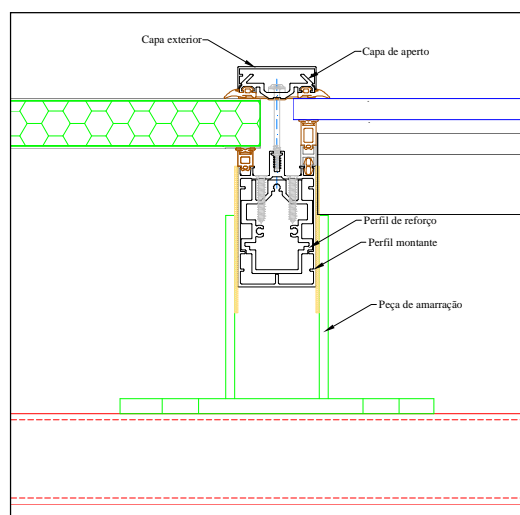 Capa exterior
Capa de aperto
Perfil de reforço
Perfil montante
Peça de amarração